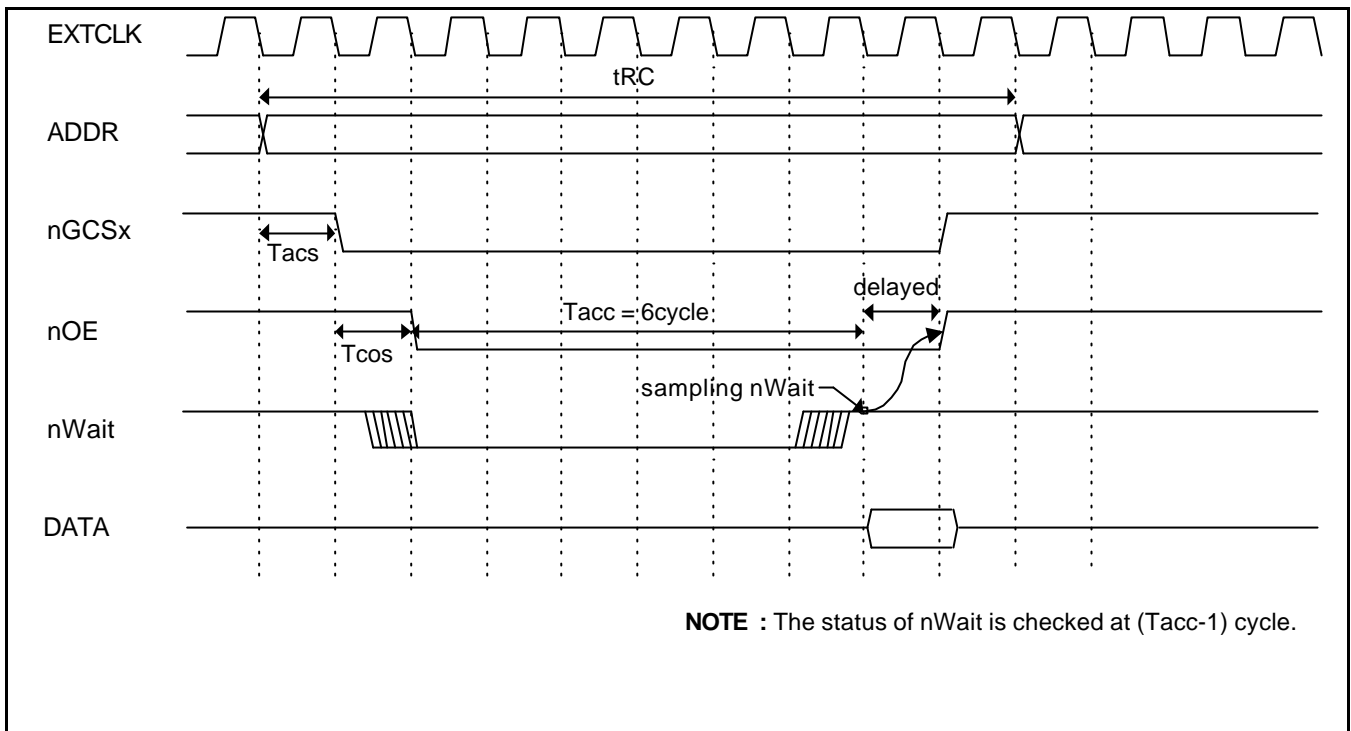 EXTCLK
tRC
ADDR
nGCSx
Tacs
delayed
nOE
Tacc = 6cycle
Tcos
sampling nWait
nWait
DATA
NOTE : The status of nWait is checked at (Tacc-1) cycle.